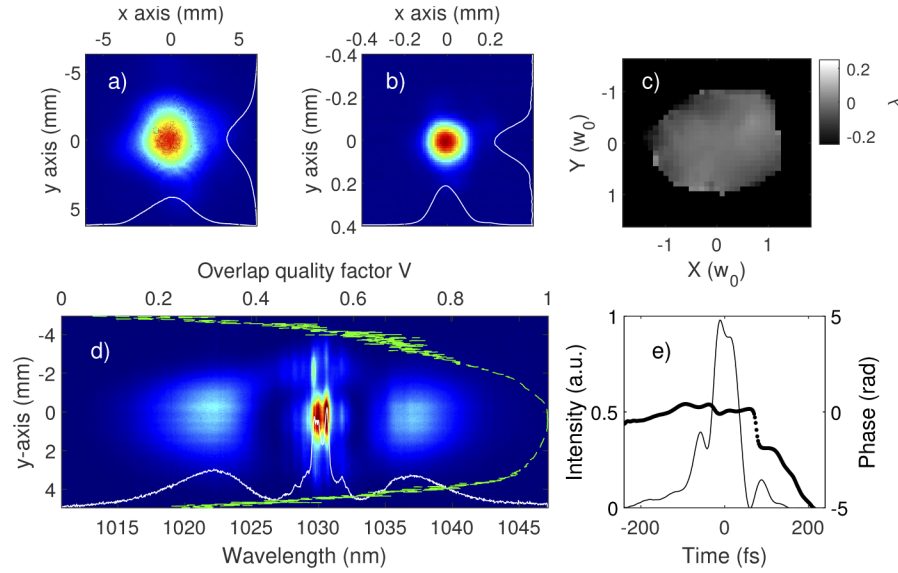 x axis (mm)
-6 0 6
a)
y axis (mm)
-5
0
5
x axis (mm)
-0.4 -0.2 0 0.2
b)
y axis (mm)
-0.4
-0.2
0
0.2
0.4
c)
Y (w0)
-1
0
1
-1 0 1
X (w0)
0.2
0
-0.2
λ
Overlap quality factor V
0 0.2 0.4 0.6 0.8 1
d)
y-axis (mm)
-4
-2
0
2
4
1015 1020 1025 1030 1035 1040 1045
Wavelength (nm)
e)
Intensity (a.u.)
1
0.5
0
Phase (rad)
5
0
-5
-200 0 200
Time (fs)